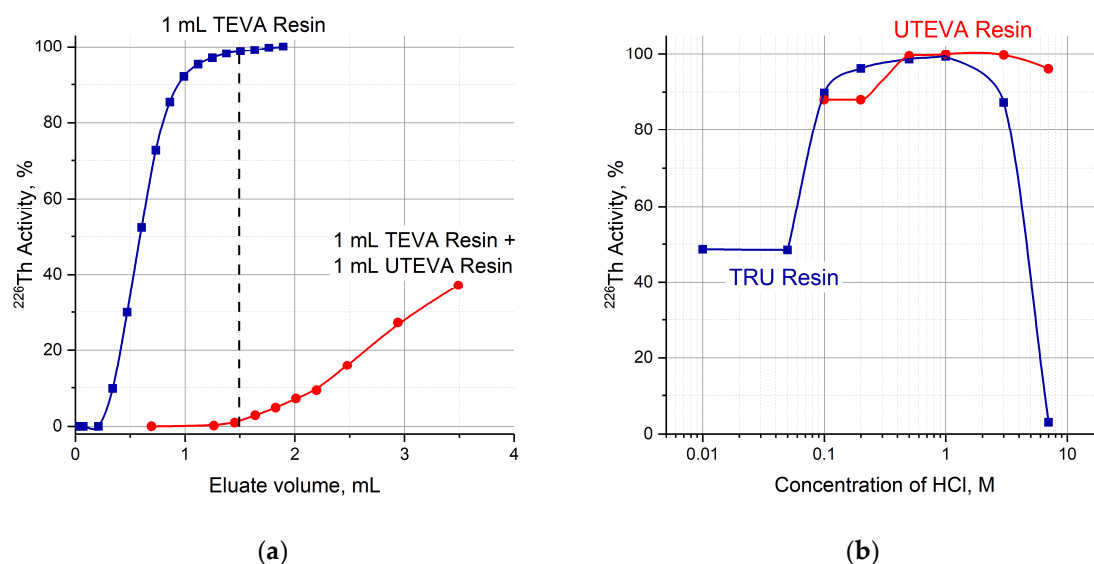 1 mL TEVA Resin
100
80
60
40
20
0
²²⁶Th Activity, %
1 mL TEVA Resin +
1 mL UTEVA Resin
0 1 2 3 4
Eluate volume, mL
(a)
UTEVA Resin
100
80
60
40
20
0
²²⁶Th Activity, %
TRU Resin
0.01 0.1 1 10
Concentration of HCl, M
(b)